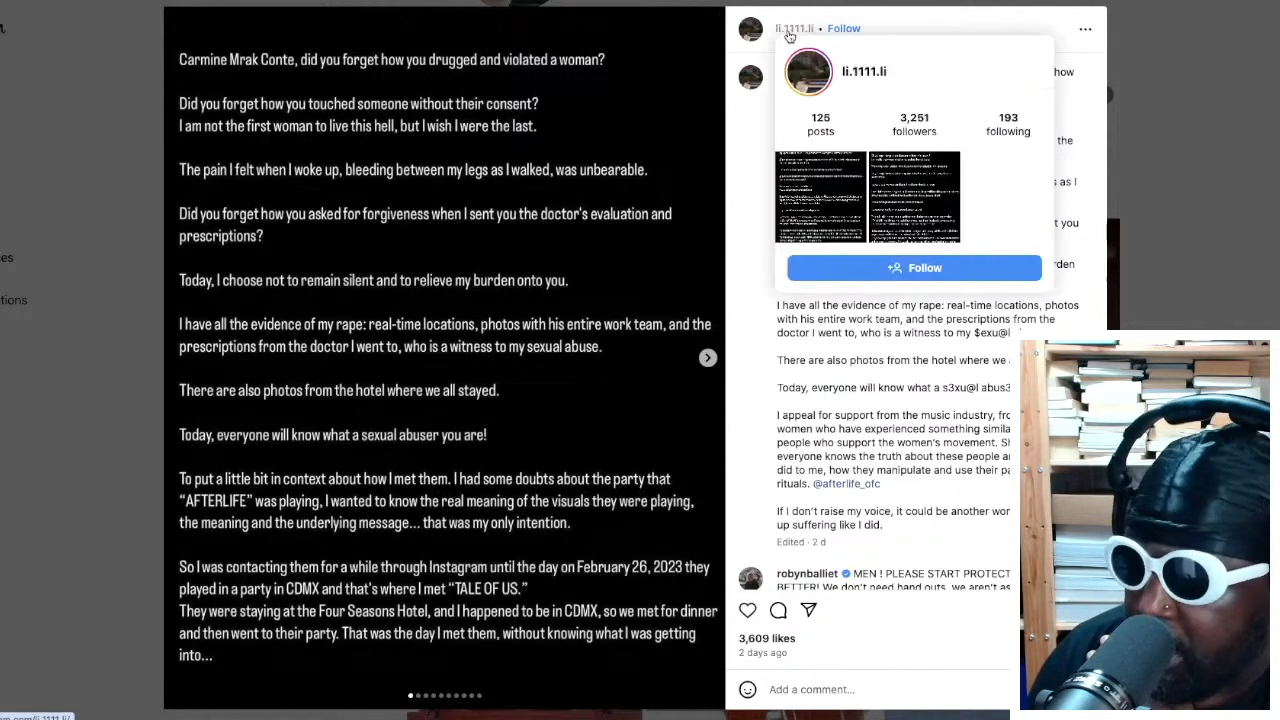 Carmine Mrak Conte, did you forget how you drugged and violated a woman?
Did you forget how you touched someone without their consent?
I am not the first woman to live this hell, but I wish I were the last.
The pain I felt when I woke up, bleeding between my legs as I walked, was unbearable.
Did you forget how you asked for forgiveness when I sent you the doctor's evaluation and
prescriptions?
Today, I choose not to remain silent and to relieve my burden onto you.
I have all the evidence of my rape: real-time locations, photos with his entire work team, and the
prescriptions from the doctor I went to, who is a witness to my sexual abuse.
There are also photos from the hotel where we all stayed.
Today, everyone will know what a sexual abuser you are!
To put a little bit in context about how I met them. I had some doubts about the party that
“AFTERLIFE” was playing, I wanted to know the real meaning of the visuals they were playing,
the meaning and the underlying message... that was my only intention.
So I was contacting them for a while through Instagram until the day on February 26, 2023 they
played in a party in CDMX and that's where I met “TALE OF US.”
They were staying at the Four Seasons Hotel, and I happened to be in CDMX, so we met for dinner
and then went to their party. That was the day I met them, without knowing what I was getting
into...
li.1111.li • Follow
li.1111.li
125
posts
3,251
followers
193
following
Follow
how
the
s as I
t you
rden
I have all the evidence of my rape: real-time locations, photos
with his entire work team, and the prescriptions from the
doctor I went to, who is a witness to my $exu@l
There are also photos from the hotel where we
Today, everyone will know what a s3xu@l abus3
I appeal for support from the music industry, fro
women who have experienced something simila
people who support the women's movement. S
everyone knows the truth about these people a
did to me, how they manipulate and use their pa
rituals. @afterlife_ofc
If I don't raise my voice, it could be another wor
up suffering like I did.
Edited · 2 d
robynballiet MEN ! PLEASE START PROTECT
BETTER! We don't need hand outs, we aren't as
3,609 likes
2 days ago
Add a comment...
es
tions